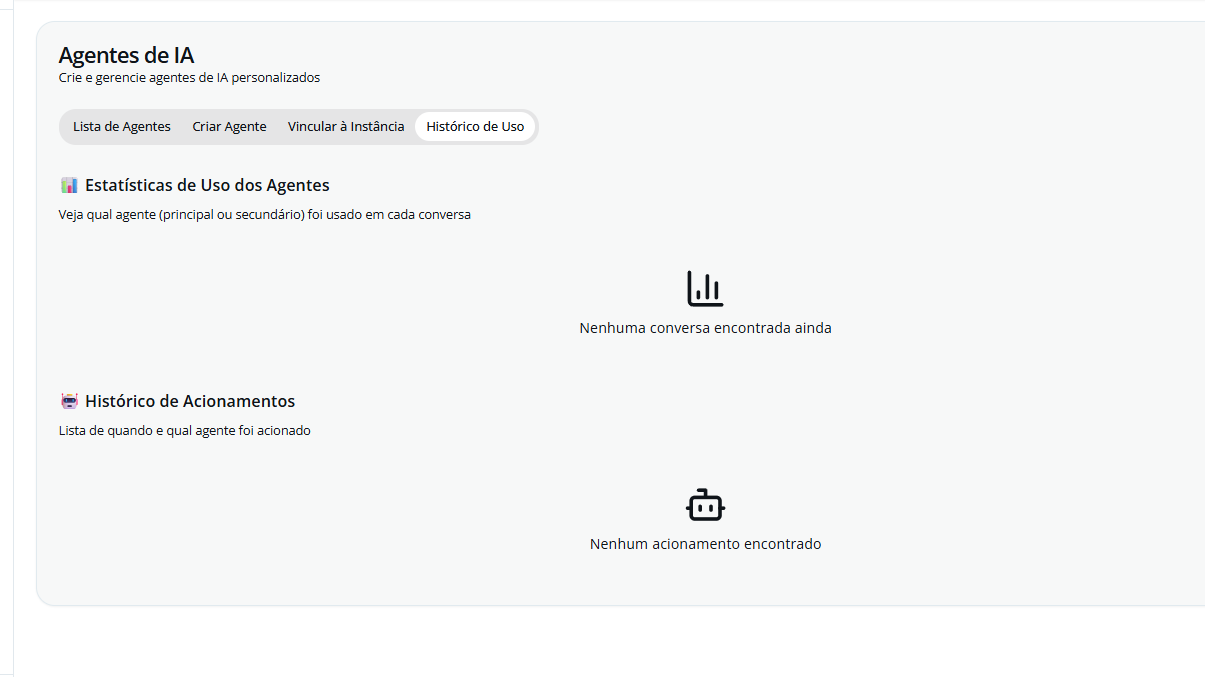 Agentes de IA
Crie e gerencie agentes de IA personalizados
Lista de Agentes Criar Agente Vincular à Instância Histórico de Uso
Estatísticas de Uso dos Agentes
Veja qual agente (principal ou secundário) foi usado em cada conversa
Nenhuma conversa encontrada ainda
Histórico de Acionamentos
Lista de quando e qual agente foi acionado
Nenhum acionamento encontrado